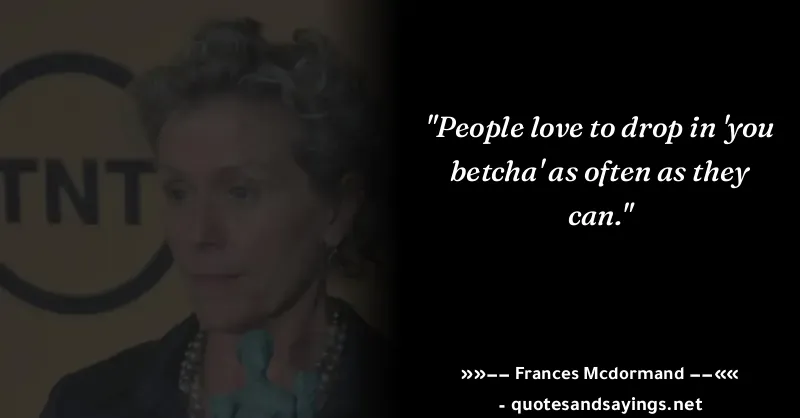 TNT
"People love to drop in 'you
betcha' as often as they
can."
»»−− Frances Mcdormand −−««
- quotesandsayings.net